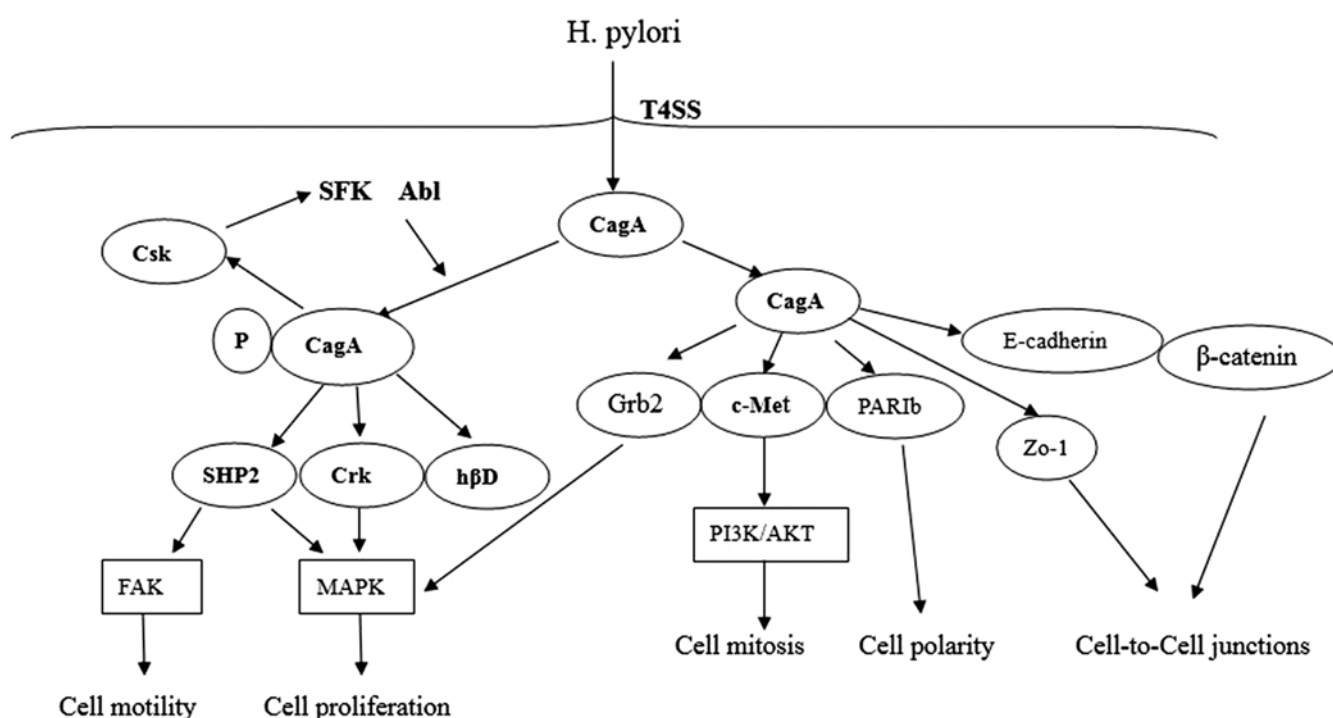 H. pylori
T4SS
SFK Abl
CagA
Csk
CagA
P
CagA
E-cadherin
β-catenin
Grb2
c-Met
PARIb
Zo-1
SHP2
Crk
hβD
PI3K/AKT
FAK
MAPK
Cell mitosis
Cell polarity
Cell-to-Cell junctions
Cell motility
Cell proliferation